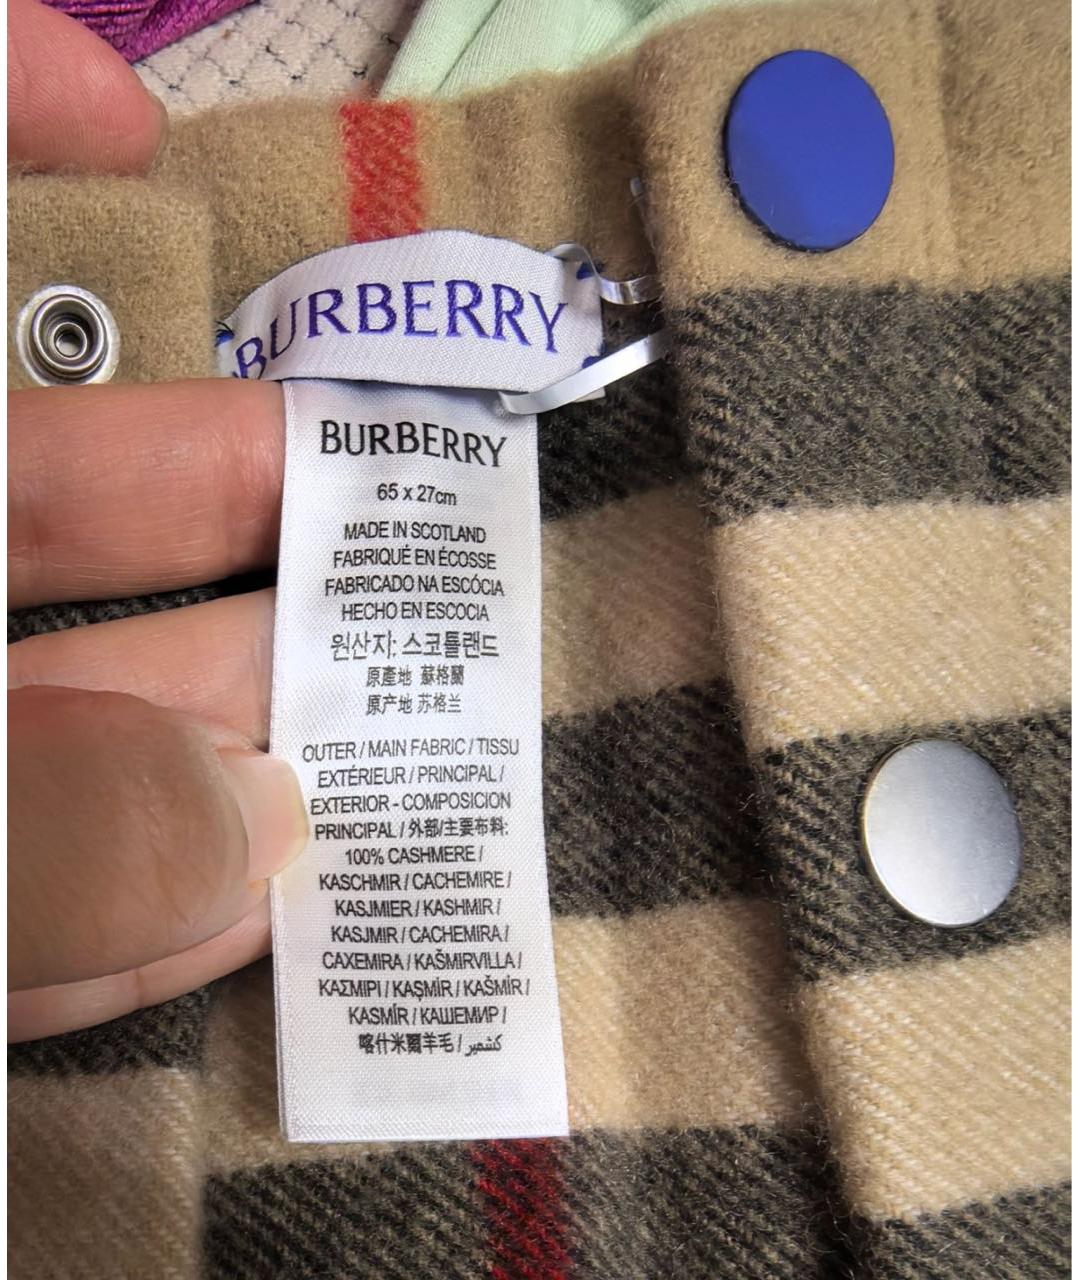 BURBERRY
BURBERRY
65 x 27cm
MADE IN SCOTLAND
FABRIQUÉ EN ÉCOSSE
FABRICADO NA ESCÓCIA
HECHO EN ESCOCIA
원산지: 스코틀랜드
原產地 蘇格蘭
原产地 苏格兰
OUTER / MAIN FABRIC / TISSU
EXTÉRIEUR / PRINCIPAL /
EXTERIOR - COMPOSICION
PRINCIPAL / 外部/主要布料:
100% CASHMERE /
KASCHMIR / CACHEMIRE /
KASJMIER / KASHMIR /
KASJMIR / CACHEMIRA /
CAXEMIRA / KAŠMIRVILLA /
ΚΑΣΜΙΡΙ / KAŞMİR / KAŠMÍR /
KASMÍR / КАШЕМИР /
喀什米爾羊毛 / كشمير